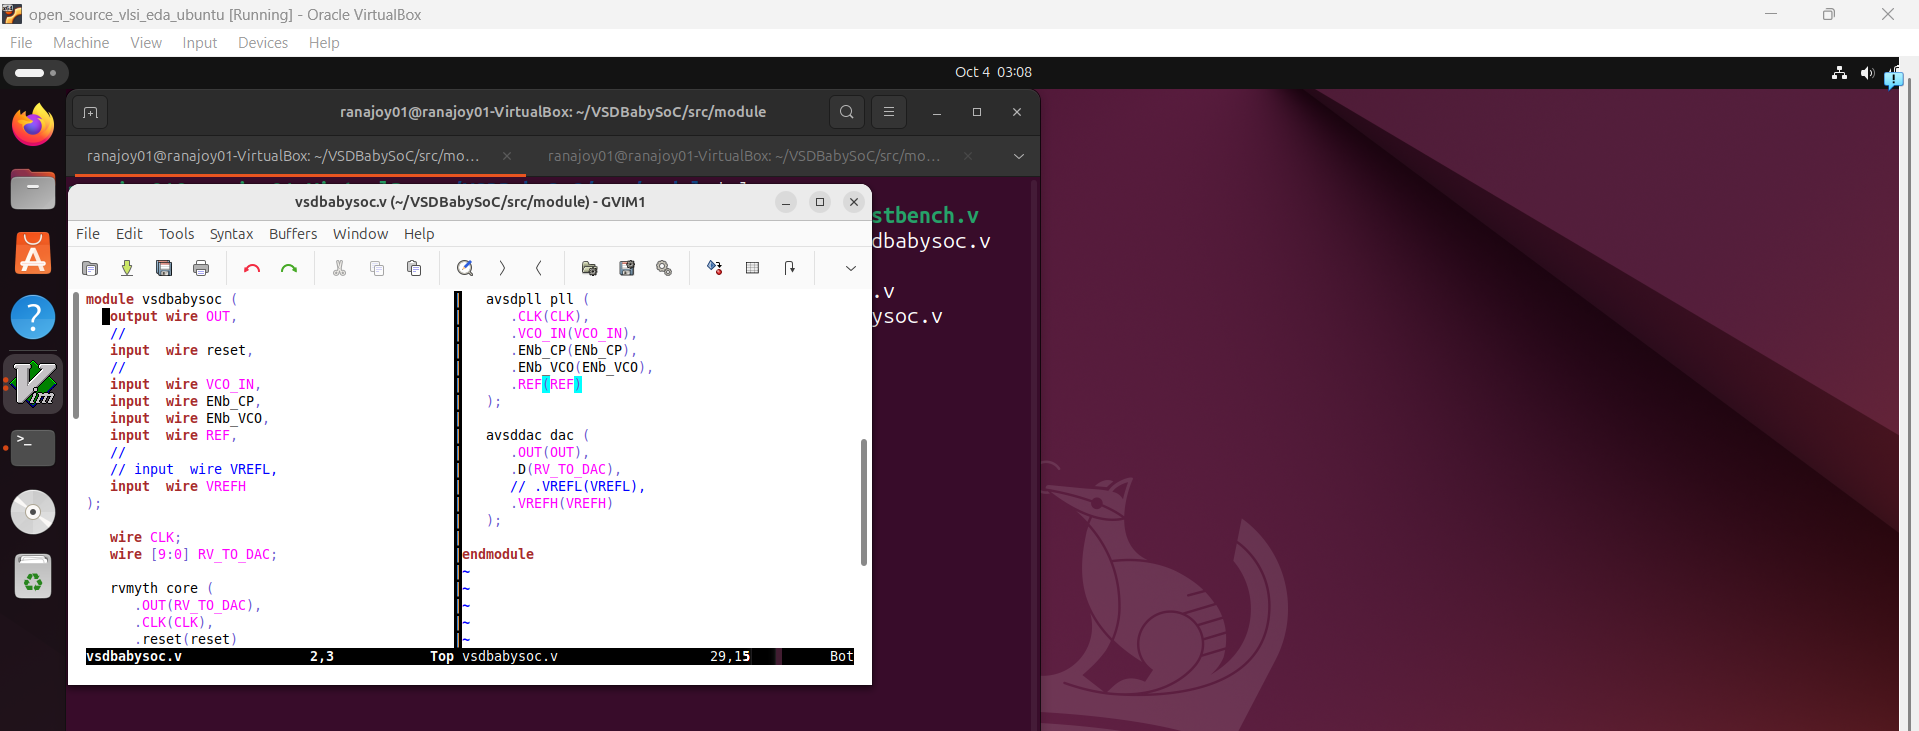 open_source_vlsi_eda_ubuntu [Running] - Oracle VirtualBox
File Machine View Input Devices Help
Oct 4 03:08
ranajoy01@ranajoy01-VirtualBox: ~/VSDBabySoC/src/module
ranajoy01@ranajoy01-VirtualBox: ~/VSDBabySoC/src/mo...
ranajoy01@ranajoy01-VirtualBox: ~/VSDBabySoC/src/mo...
stbench.v
dbabysoc.v
.v
ysoc.v
vsdbabysoc.v (~/VSDBabySoC/src/module) - GVIM1
File Edit Tools Syntax Buffers Window Help
module vsdbabysoc (
output wire OUT,
//
input wire reset,
//
input wire VCO_IN,
input wire ENb_CP,
input wire ENb_VCO,
input wire REF,
//
// input wire VREFL,
input wire VREFH
);
wire CLK;
wire [9:0] RV_TO_DAC;
rvmyth core (
.OUT(RV_TO_DAC),
.CLK(CLK),
.reset(reset)
vsdbabysoc.v 2,3 Top
avsdpll pll (
.CLK(CLK),
.VCO_IN(VCO_IN),
.ENb_CP(ENb_CP),
.ENb_VCO(ENb_VCO),
.REF(REF)
);
avsddac dac (
.OUT(OUT),
.D(RV_TO_DAC),
// .VREFL(VREFL),
.VREFH(VREFH)
);
endmodule
~
~
~
~
~
vsdbabysoc.v 29,15 Bot